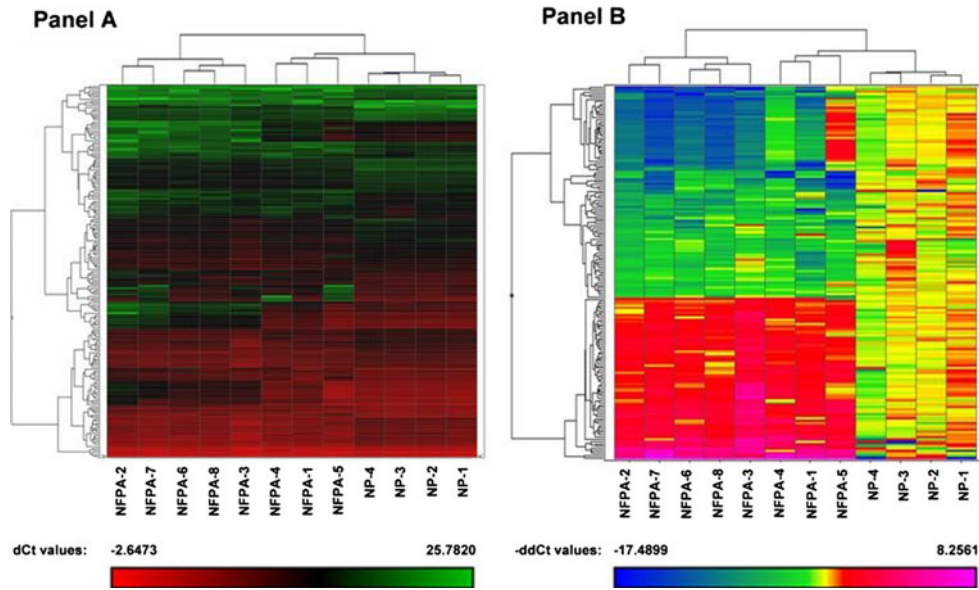 Panel A
Panel B
NFPA-2
NFPA-7
NFPA-6
NFPA-8
NFPA-3
NFPA-4
NFPA-1
NFPA-5
NP-4
NP-3
NP-2
NP-1
NFPA-2
NFPA-7
NFPA-6
NFPA-8
NFPA-3
NFPA-4
NFPA-1
NFPA-5
NP-4
NP-3
NP-2
NP-1
dCt values: -2.6473 25.7820
-ddCt values: -17.4899 8.2561